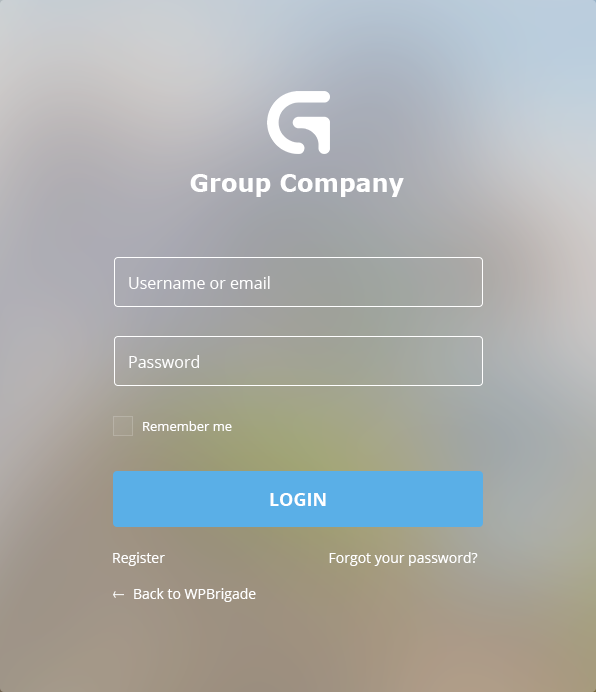 Group Company
Username or email
Password
Remember me
LOGIN
Register Forgot your password?
← Back to WPBrigade